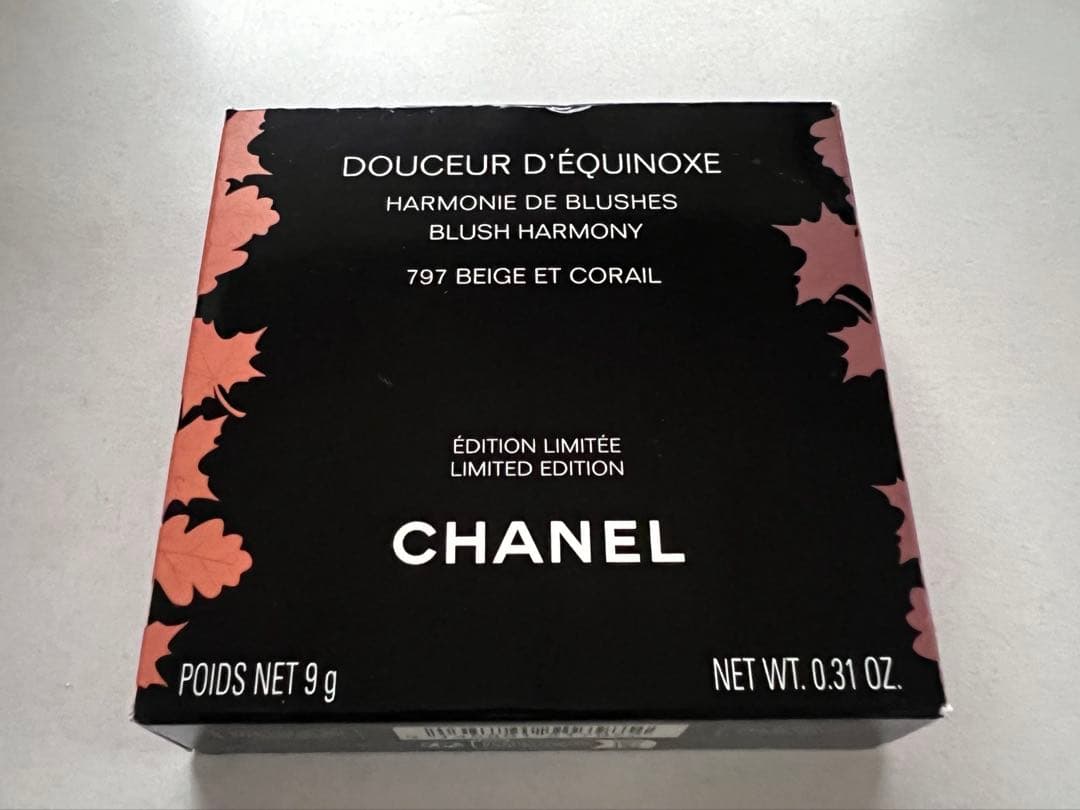 DOUCEUR D'ÉQUINOXE
HARMONIE DE BLUSHES
BLUSH HARMONY
797 BEIGE ET CORAIL
ÉDITION LIMITÉE
LIMITED EDITION
CHANEL
POIDS NET 9 g
NET WT. 0.31 OZ.